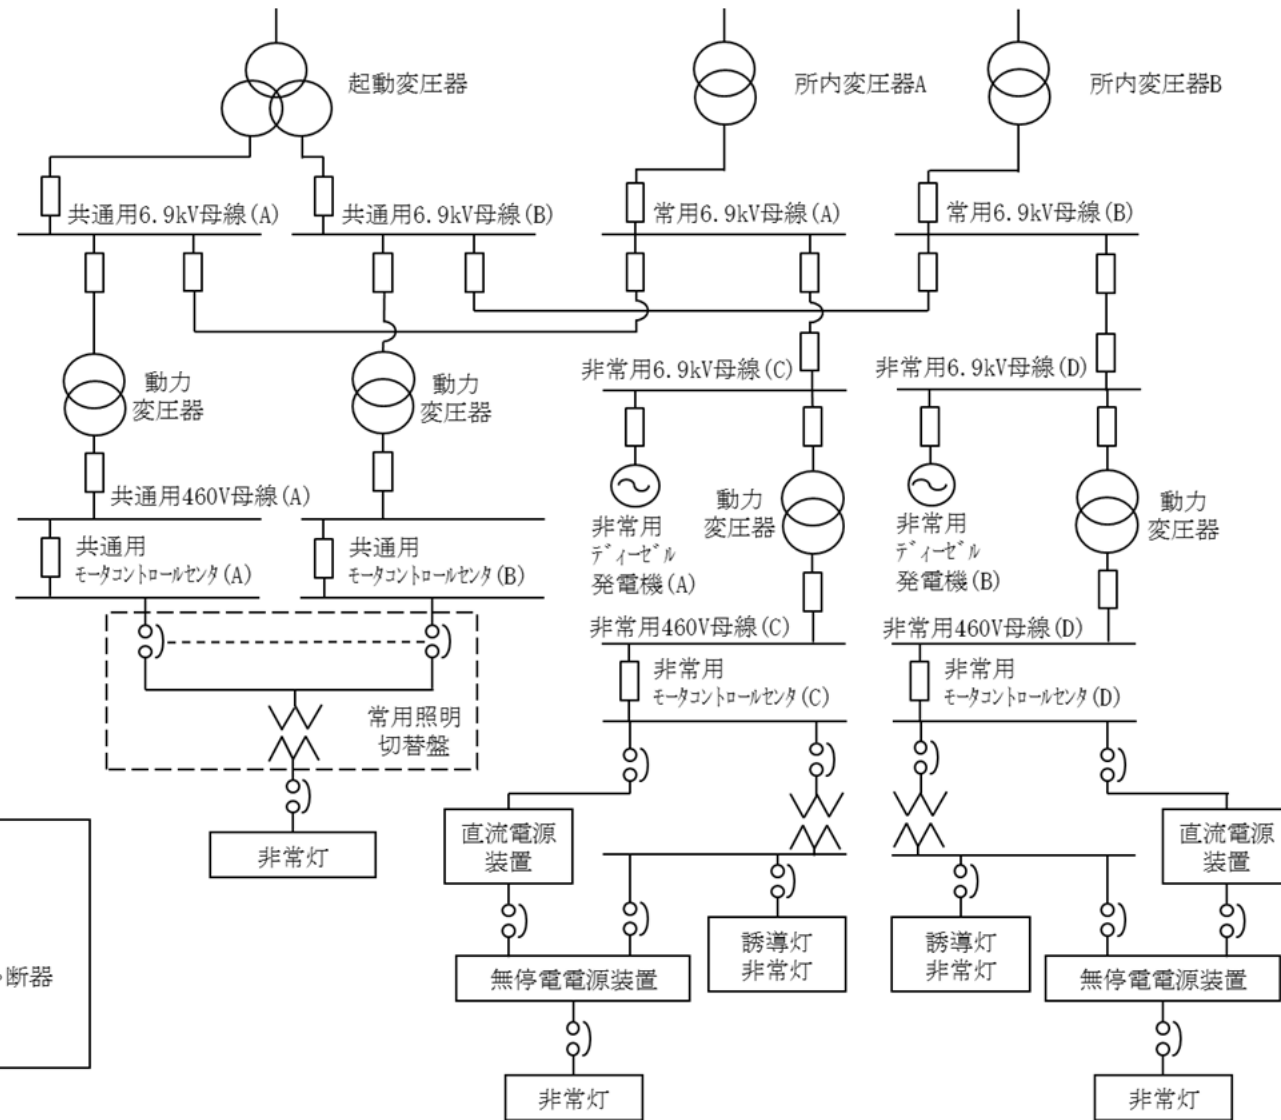 起動変圧器
所内変圧器A
所内変圧器B
共通用6.9kV母線(A)
共通用6.9kV母線(B)
常用6.9kV母線(A)
常用6.9kV母線(B)
動力
変圧器
動力
変圧器
非常用6.9kV母線(C)
非常用6.9kV母線(D)
共通用460V母線(A)
動力
変圧器
動力
変圧器
非常用
ディーゼル
発電機(A)
非常用
ディーゼル
発電機(B)
共通用
モータコントロールセンタ(A)
共通用
モータコントロールセンタ(B)
非常用460V母線(C)
非常用460V母線(D)
非常用
モータコントロールセンタ(C)
非常用
モータコントロールセンタ(D)
常用照明
切替盤
非常灯
直流電源
装置
直流電源
装置
誘導灯
非常灯
誘導灯
非常灯
断器
無停電電源装置
無停電電源装置
非常灯
非常灯